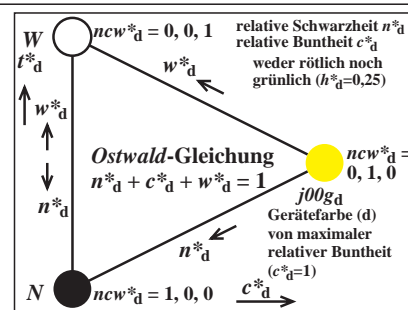 W
t*d
ncw*d = 0, 0, 1
relative Schwarzheit n*d
relative Buntheit c*d
weder rötlich noch
grünlich (h*d=0,25)
w*d
w*d
n*d
Ostwald-Gleichung
n*d + c*d + w*d = 1
ncw*d =
0, 1, 0
j00gd
Gerätefarbe (d)
von maximaler
relativer Buntheit
(c*d=1)
n*d
N
ncw*d = 1, 0, 0
c*d